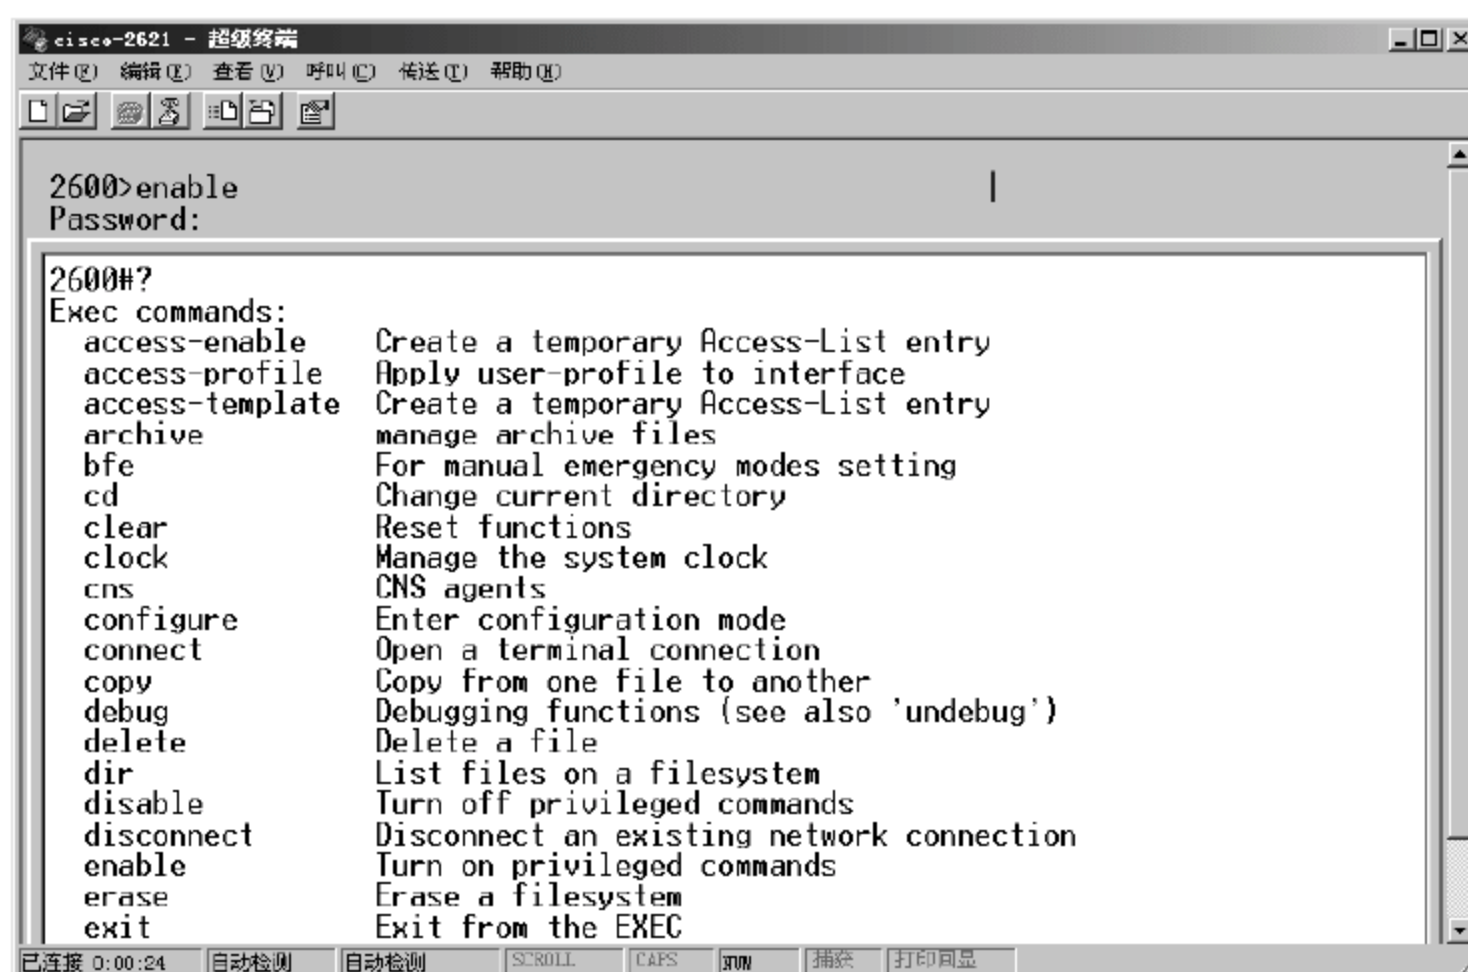 cisco-2621 - 超级终端
文件(F) 编辑(E) 查看(V) 呼叫(C) 传送(T) 帮助(H)
2600>enable
Password:
2600#?
Exec commands:
access-enable Create a temporary Access-List entry
access-profile Apply user-profile to interface
access-template Create a temporary Access-List entry
archive manage archive files
bfe For manual emergency modes setting
cd Change current directory
clear Reset functions
clock Manage the system clock
cns CNS agents
configure Enter configuration mode
connect Open a terminal connection
copy Copy from one file to another
debug Debugging functions (see also 'undebug')
delete Delete a file
dir List files on a filesystem
disable Turn off privileged commands
disconnect Disconnect an existing network connection
enable Turn on privileged commands
erase Erase a filesystem
exit Exit from the EXEC
已连接 0:00:24 自动检测 自动检测 SCROLL CAPS NUM 捕获 打印回显